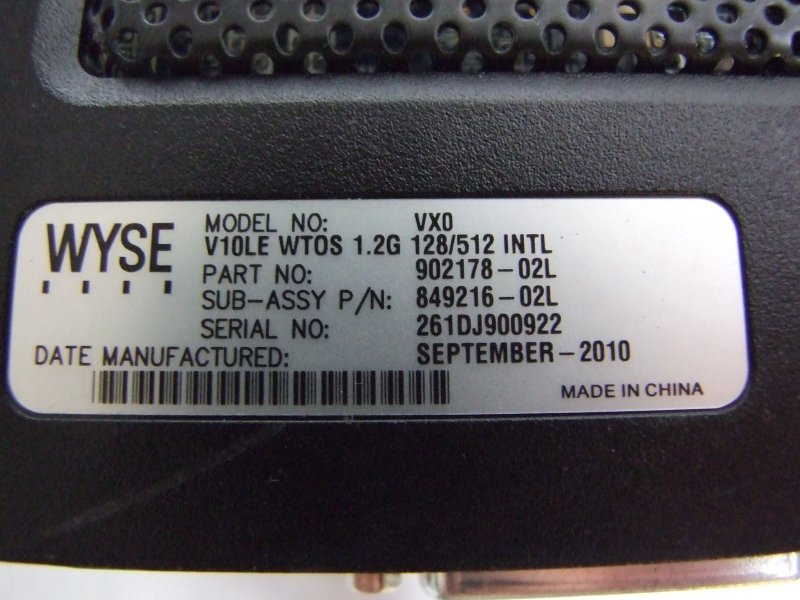 WYSE
MODEL NO: VX0
V10LE WTOS 1.2G 128/512 INTL
PART NO: 902178-02L
SUB-ASSY P/N: 849216-02L
SERIAL NO: 261DJ900922
DATE MANUFACTURED: SEPTEMBER-2010
MADE IN CHINA